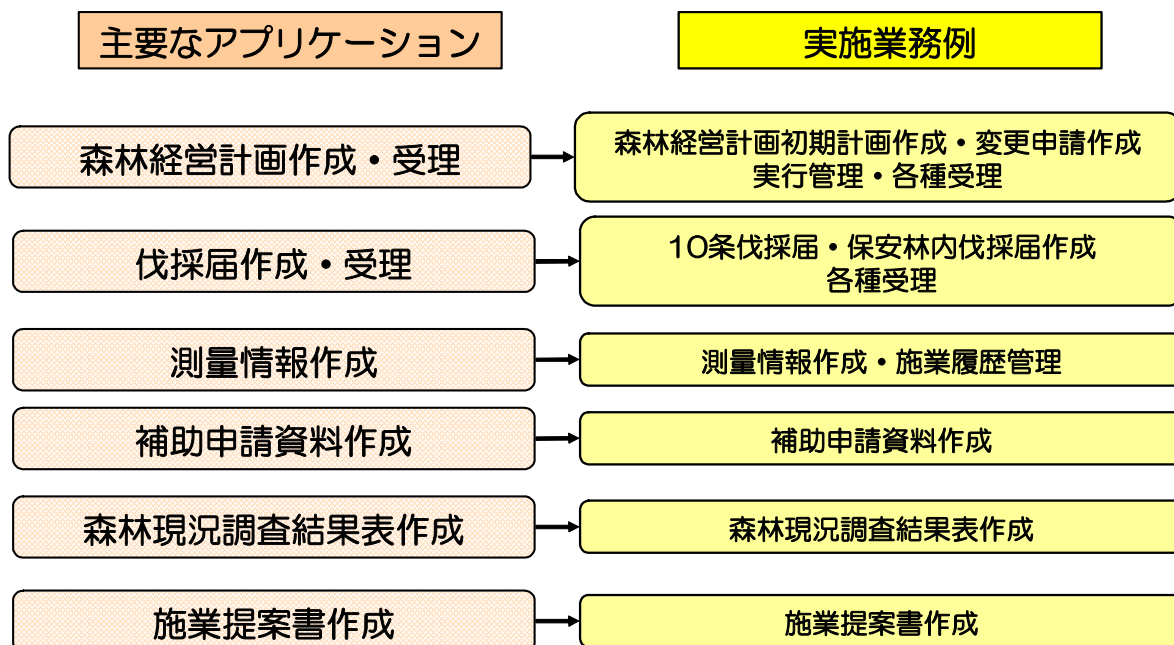 主要なアプリケーション
実施業務例
森林経営計画作成・受理
森林経営計画初期計画作成・変更申請作成
実行管理・各種受理
伐採届作成・受理
10条伐採届・保安林内伐採届作成
各種受理
測量情報作成
測量情報作成・施業履歴管理
補助申請資料作成
補助申請資料作成
森林現況調査結果表作成
森林現況調査結果表作成
施業提案書作成
施業提案書作成